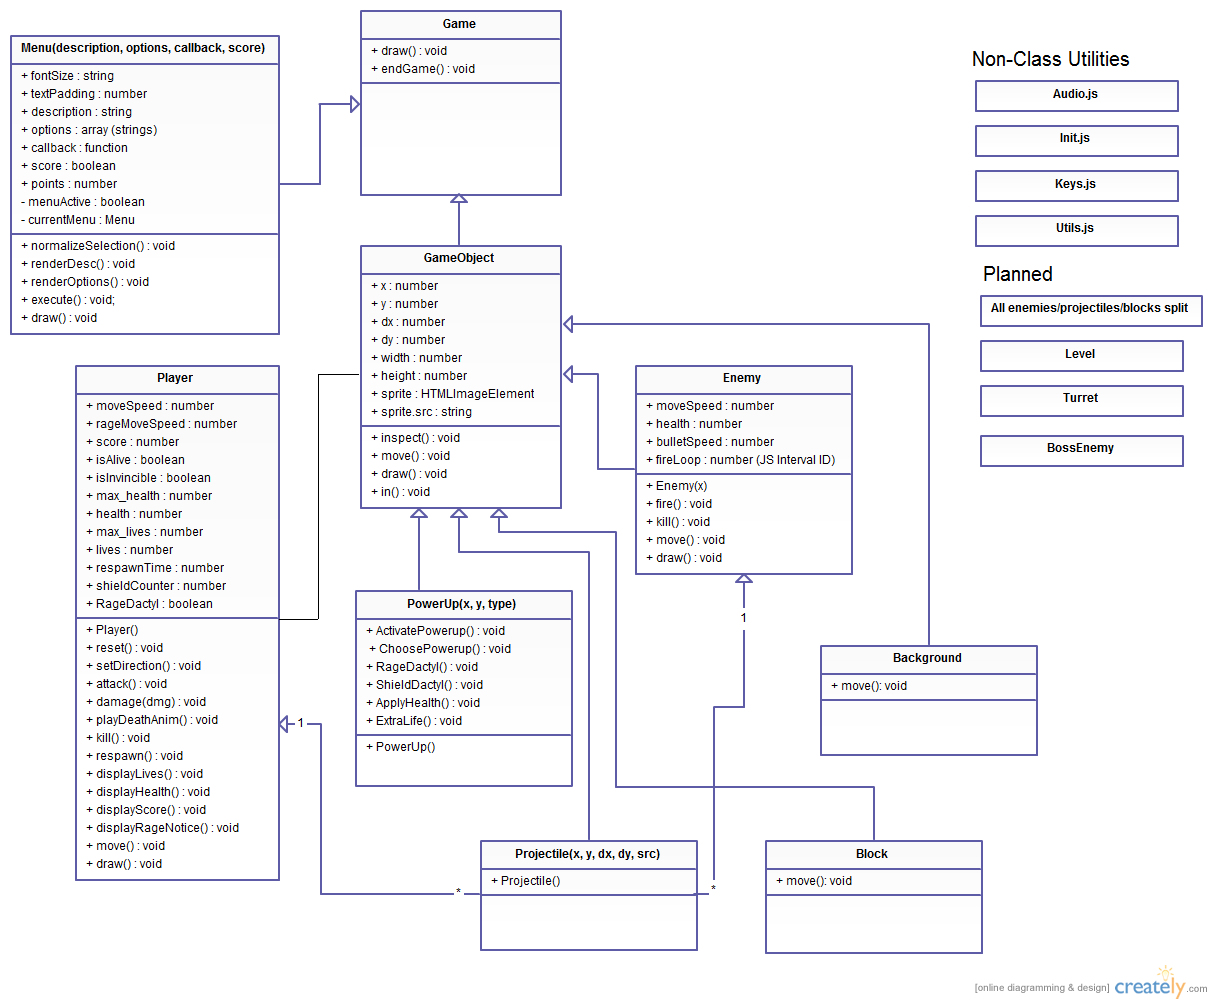 Game
+ draw() : void
+ endGame() : void
Menu(description, options, callback, score)
+ fontSize : string
+ textPadding : number
+ description : string
+ options : array (strings)
+ callback : function
+ score : boolean
+ points : number
- menuActive : boolean
- currentMenu : Menu
+ normalizeSelection() : void
+ renderDesc() : void
+ renderOptions() : void
+ execute() : void;
+ draw() : void
GameObject
+ x : number
+ y : number
+ dx : number
+ dy : number
+ width : number
+ height : number
+ sprite : HTMLImageElement
+ sprite.src : string
+ inspect() : void
+ move() : void
+ draw() : void
+ in() : void
Player
+ moveSpeed : number
+ rageMoveSpeed : number
+ score : number
+ isAlive : boolean
+ isInvincible : boolean
+ max_health : number
+ health : number
+ max_lives : number
+ lives : number
+ respawnTime : number
+ shieldCounter : number
+ RageDactyl : boolean
+ Player()
+ reset() : void
+ setDirection() : void
+ attack() : void
+ damage(dmg) : void
+ playDeathAnim() : void
+ kill() : void
+ respawn() : void
+ displayLives() : void
+ displayHealth() : void
+ displayScore() : void
+ displayRageNotice() : void
+ move() : void
+ draw() : void
Enemy
+ moveSpeed : number
+ health : number
+ bulletSpeed : number
+ fireLoop : number (JS Interval ID)
+ Enemy(x)
+ fire() : void
+ kill() : void
+ move() : void
+ draw() : void
PowerUp(x, y, type)
+ ActivatePowerup() : void
+ ChoosePowerup() : void
+ RageDactyl() : void
+ ShieldDactyl() : void
+ ApplyHealth() : void
+ ExtraLife() : void
+ PowerUp()
1
1
*
*
Projectile(x, y, dx, dy, src)
+ Projectile()
Background
+ move(): void
Block
+ move(): void
Non-Class Utilities
Audio.js
Init.js
Keys.js
Utils.js
Planned
All enemies/projectiles/blocks split
Level
Turret
BossEnemy
[online diagramming & design] creately.com